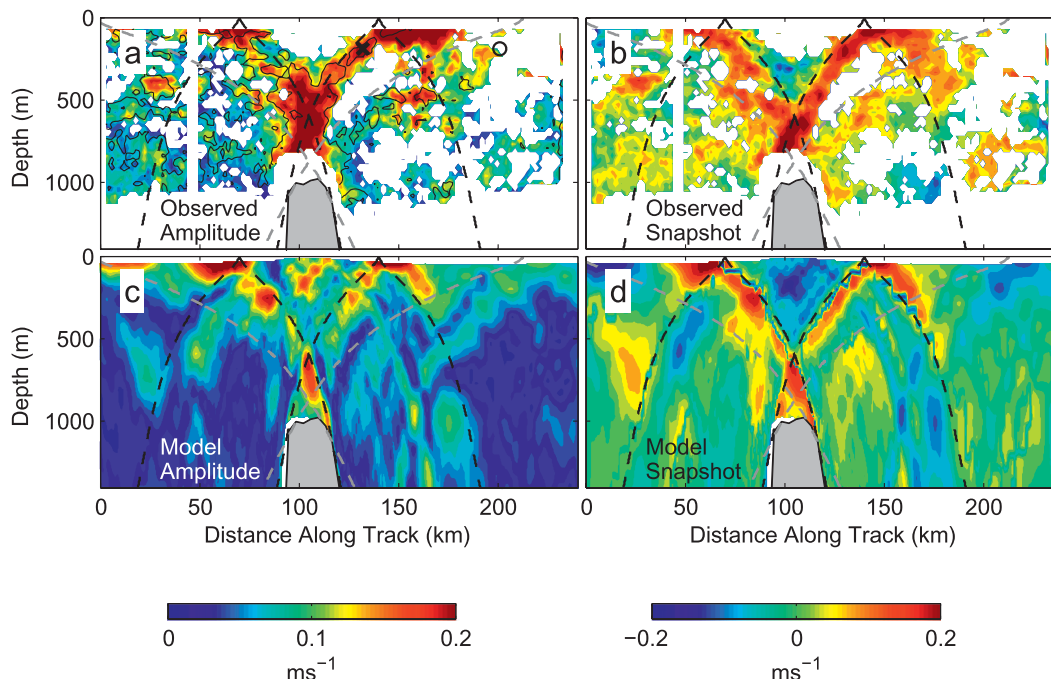 0
500
1000
Depth (m)
a
Observed
Amplitude
b
Observed
Snapshot
0
500
1000
Depth (m)
c
Model
Amplitude
d
Model
Snapshot
0 50 100 150 200
0 50 100 150 200
Distance Along Track (km)
Distance Along Track (km)
0 0.1 0.2
ms⁻¹
−0.2 0 0.2
ms⁻¹